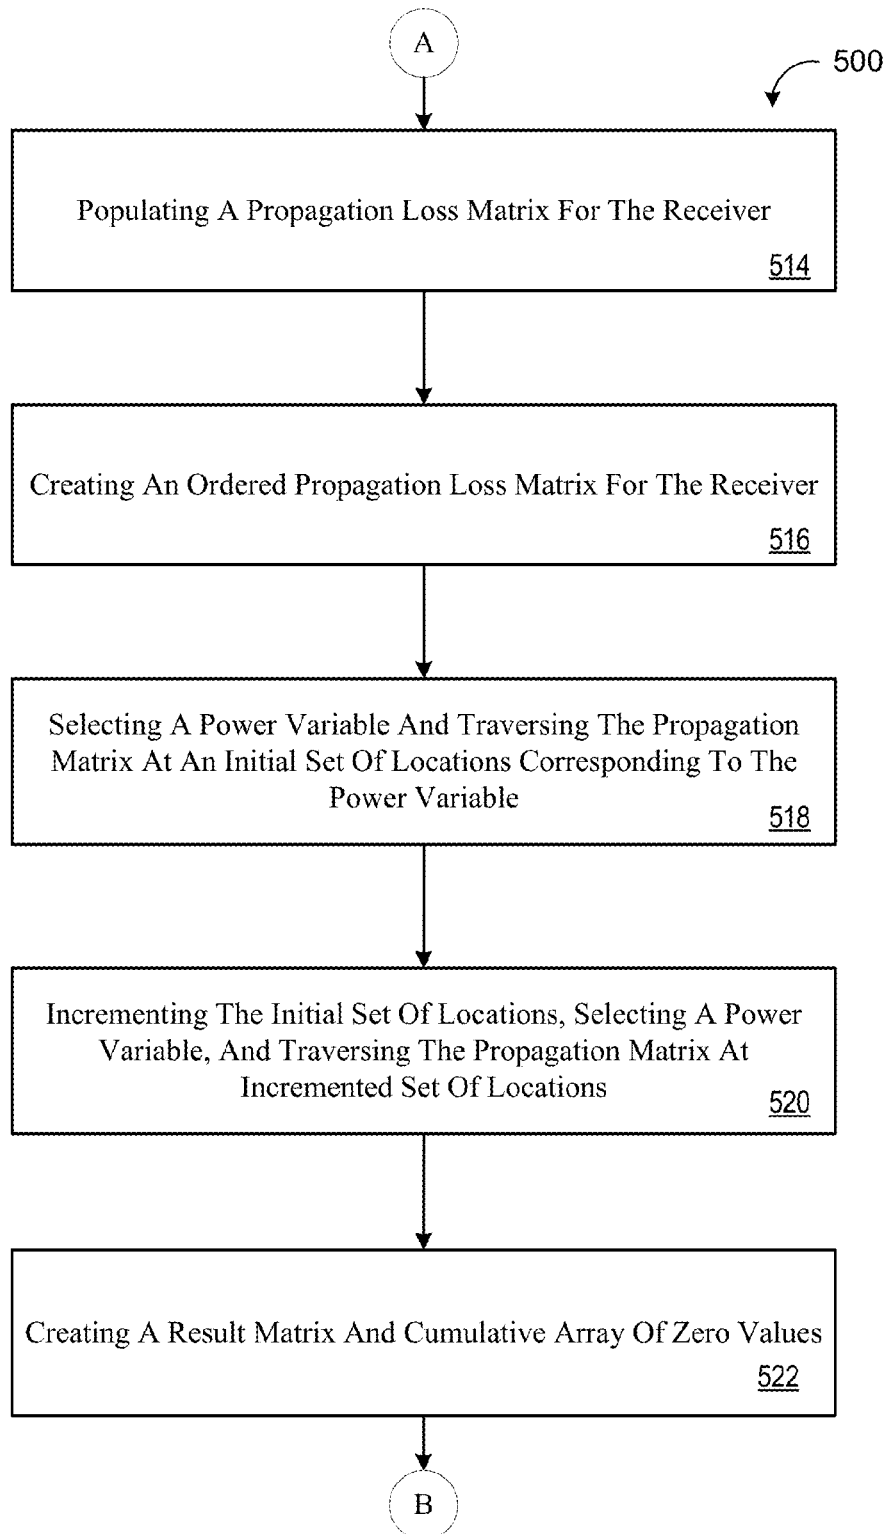 A
500
Populating A Propagation Loss Matrix For The Receiver
514
Creating An Ordered Propagation Loss Matrix For The Receiver
516
Selecting A Power Variable And Traversing The Propagation
Matrix At An Initial Set Of Locations Corresponding To The
Power Variable
518
Incrementing The Initial Set Of Locations, Selecting A Power
Variable, And Traversing The Propagation Matrix At
Incremented Set Of Locations
520
Creating A Result Matrix And Cumulative Array Of Zero Values
522
B